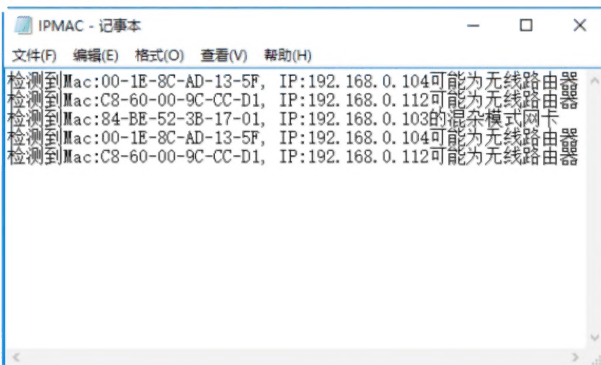 IPMAC - 记事本
文件(F) 编辑(E) 格式(O) 查看(V) 帮助(H)
检测到Mac:00-1E-8C-AD-13-5F, IP:192.168.0.104可能为无线路由器
检测到Mac:C8-60-00-9C-CC-D1, IP:192.168.0.112可能为无线路由器
检测到Mac:84-BE-52-3B-17-01, IP:192.168.0.103的混杂模式网卡
检测到Mac:00-1E-8C-AD-13-5F, IP:192.168.0.104可能为无线路由器
检测到Mac:C8-60-00-9C-CC-D1, IP:192.168.0.112可能为无线路由器